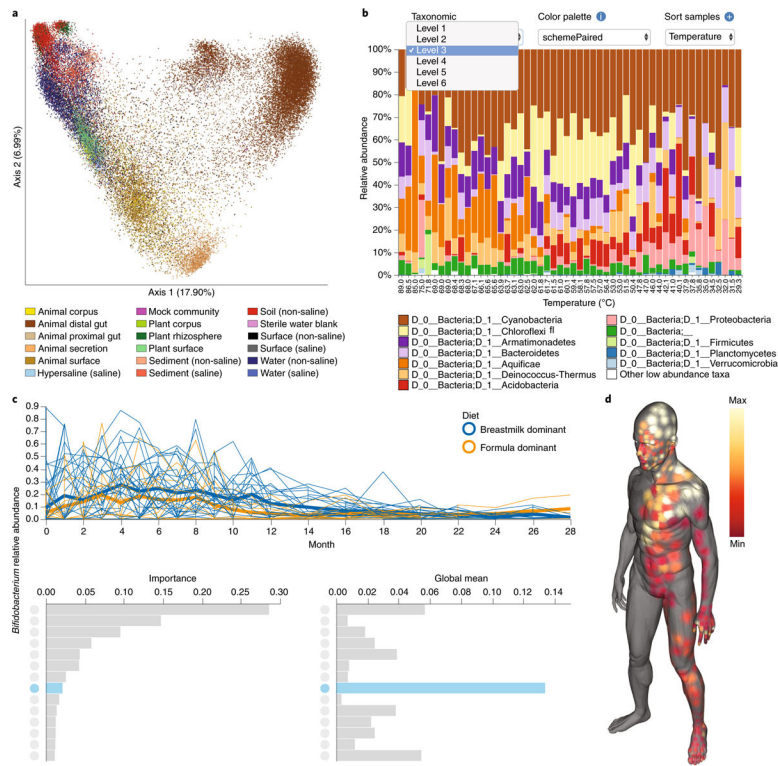 a
Axis 2 (6.99%)
Axis 1 (17.90%)
Animal corpus
Animal distal gut
Animal proximal gut
Animal secretion
Animal surface
Hypersaline (saline)
Mock community
Plant corpus
Plant rhizosphere
Plant surface
Sediment (non-saline)
Sediment (saline)
Soil (non-saline)
Sterile water blank
Surface (non-saline)
Surface (saline)
Water (non-saline)
Water (saline)
b
Taxonomic
Level 1
Level 2
✓ Level 3
Level 4
Level 5
Level 6
Color palette i
schemePaired
Sort samples +
Temperature
Relative abundance
100%
90%
80%
70%
60%
50%
40%
30%
20%
10%
0%
Temperature (°C)
D_0__Bacteria;D_1__Cyanobacteria
D_0__Bacteria;D_1__Chloroflexi fl
D_0__Bacteria;D_1__Armatimonadetes
D_0__Bacteria;D_1__Bacteroidetes
D_0__Bacteria;D_1__Aquificae
D_0__Bacteria;D_1__Deinococcus-Thermus
D_0__Bacteria;D_1__Acidobacteria
D_0__Bacteria;D_1__Proteobacteria
D_0__Bacteria;__
D_0__Bacteria;D_1__Firmicutes
D_0__Bacteria;D_1__Planctomycetes
D_0__Bacteria;D_1__Verrucomicrobia
Other low abundance taxa
c
Bifidobacterium relative abundance
0.9
0.8
0.7
0.6
0.5
0.4
0.3
0.2
0.1
0.0
0 2 4 6 8 10 12 14 16 18 20 22 24 26 28
Month
Diet
Breastmilk dominant
Formula dominant
Importance
0.00 0.05 0.10 0.15 0.20 0.25 0.30
Global mean
0.00 0.02 0.04 0.06 0.08 0.10 0.12 0.14
d
Max
Min